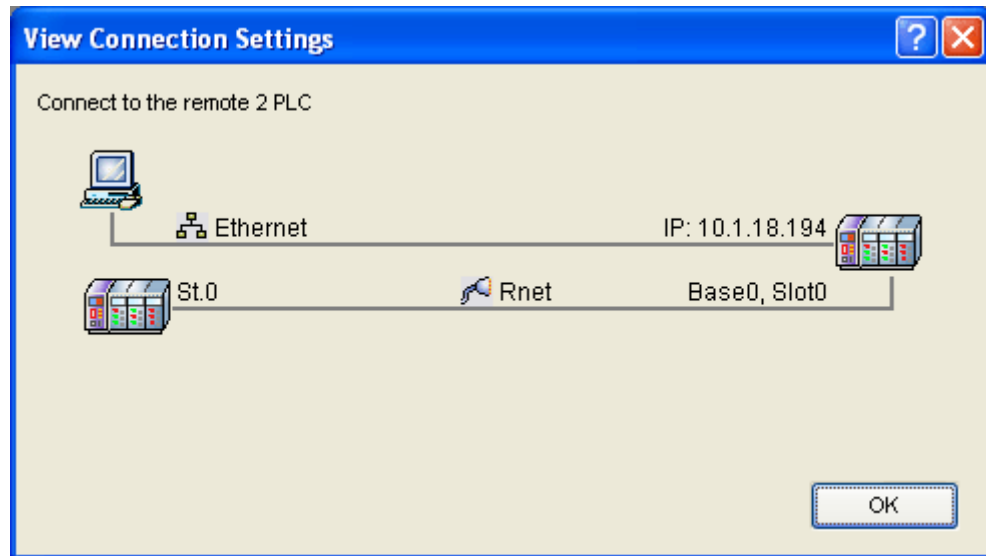 View Connection Settings
Connect to the remote 2 PLC
Ethernet IP: 10.1.18.194
St.0 Rnet Base0, Slot0
OK